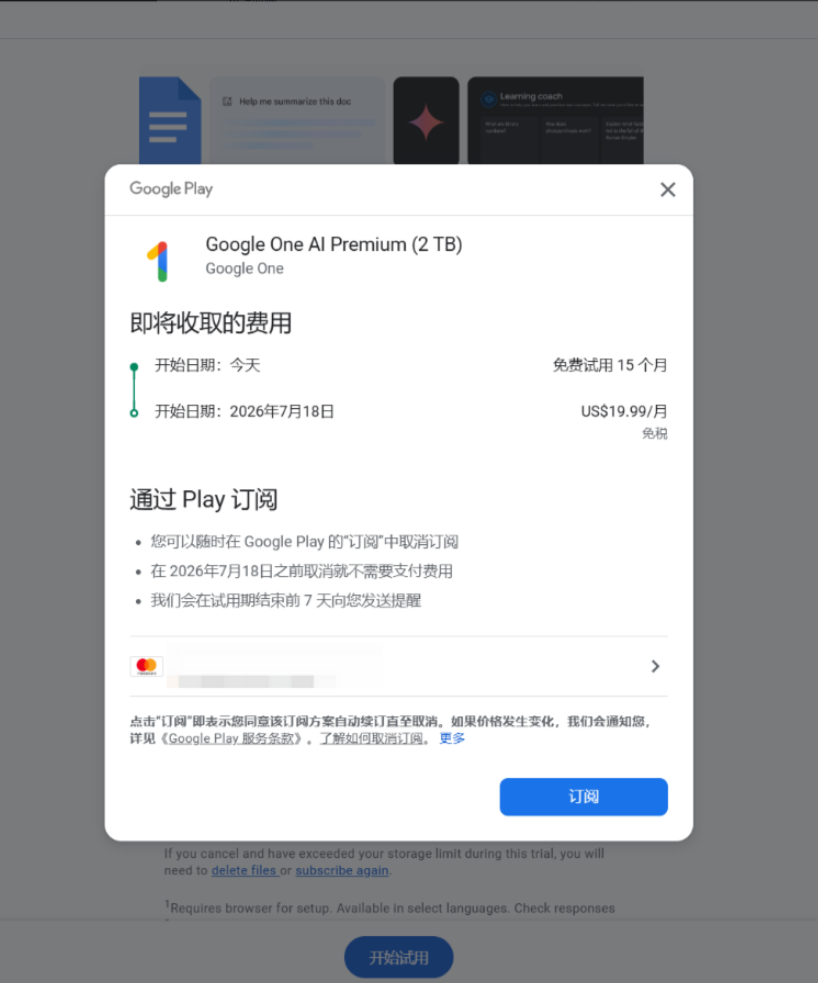 Help me summarize this doc
Learning coach
Google Play
Google One AI Premium (2 TB)
Google One
即将收取的费用
开始日期：今天
免费试用 15 个月
开始日期：2026年7月18日
US$19.99/月
免税
通过 Play 订阅
您可以随时在 Google Play 的“订阅”中取消订阅
在 2026年7月18日之前取消就不需要支付费用
我们会在试用期结束前 7 天向您发送提醒
点击“订阅”即表示您同意该订阅方案自动续订直至取消。如果价格发生变化，我们会通知您，
详见《Google Play 服务条款》。了解如何取消订阅。 更多
订阅
If you cancel and have exceeded your storage limit during this trial, you will
need to delete files or subscribe again.
1Requires browser for setup. Available in select languages. Check responses
开始试用